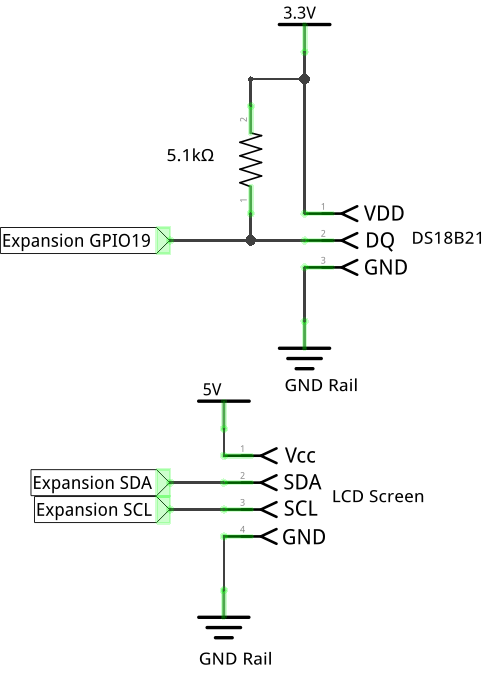 3.3V
2
5.1kΩ
1
1 VDD
Expansion GPIO19
2 DQ DS18B21
3 GND
GND Rail
5V
1 Vcc
Expansion SDA 2 SDA
LCD Screen
Expansion SCL 3 SCL
4 GND
GND Rail